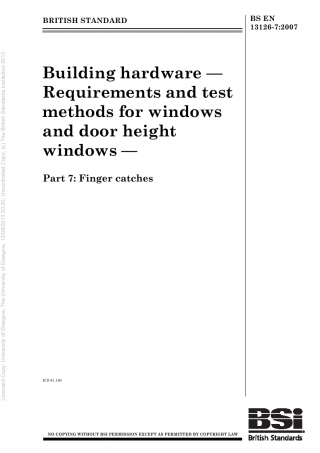 BRITISH STANDARD
BS EN
13126-7:2007
Building hardware —
Requirements and test
methods for windows
and door height
windows —
Part 7: Finger catches
ICS 91.190
NO COPYING WITHOUT BSI PERMISSION EXCEPT AS PERMITTED BY COPYRIGHT LAW
BSi
British Standards
Licensed Copy: University of Glasgow, The University of Glasgow, 13/09/2013 20:20, Uncontrolled Copy, (c) The British Standards Institution 2013